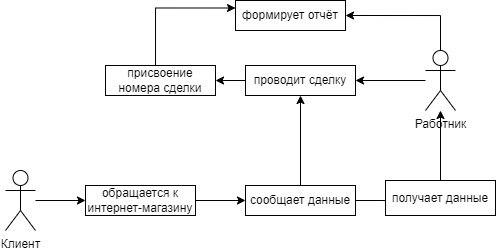 формирует отчёт
присвоение
номера сделки
проводит сделку
Работник
обращается к
интернет-магазину
сообщает данные
получает данные
Клиент